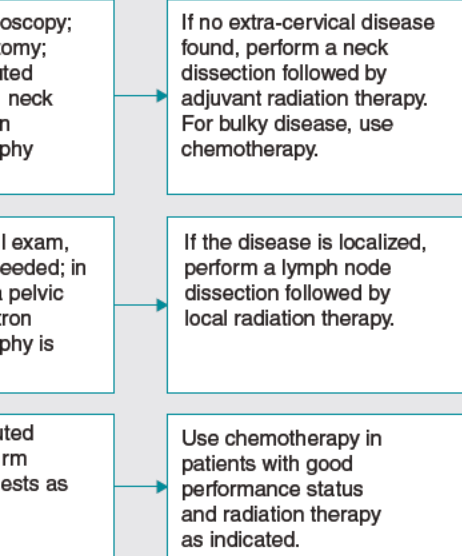 oscopy;
tomy;
uted
neck
n
phy
If no extra-cervical disease
found, perform a neck
dissection followed by
adjuvant radiation therapy.
For bulky disease, use
chemotherapy.
l exam,
eeded; in
a pelvic
tron
phy is
If the disease is localized,
perform a lymph node
dissection followed by
local radiation therapy.
uted
rm
ests as
Use chemotherapy in
patients with good
performance status
and radiation therapy
as indicated.